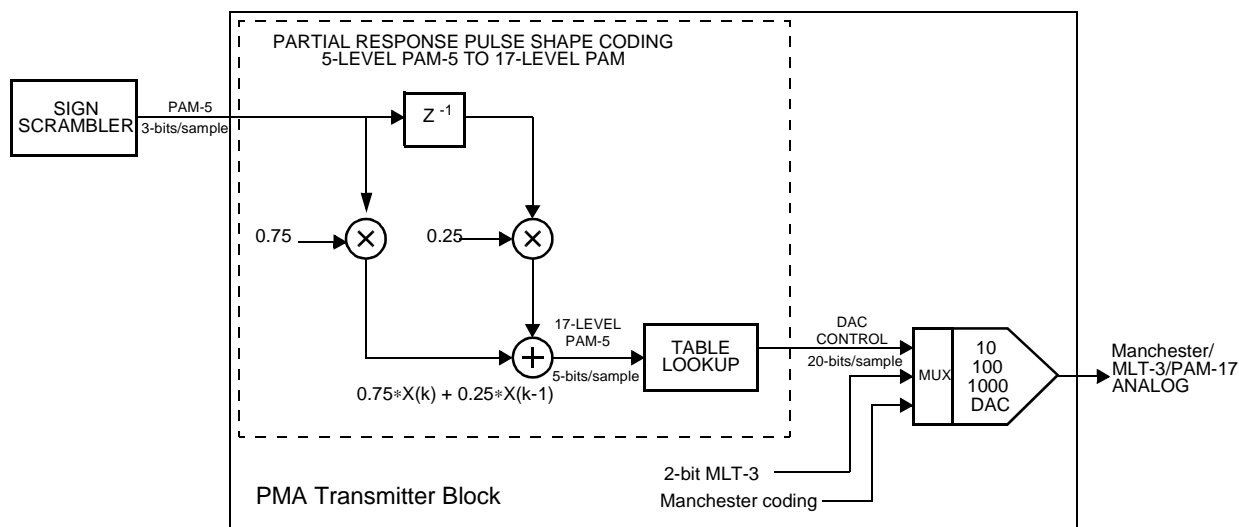 PARTIAL RESPONSE PULSE SHAPE CODING
5-LEVEL PAM-5 TO 17-LEVEL PAM
SIGN
SCRAMBLER
PAM-5
3-bits/sample
Z -1
0.75
0.25
17-LEVEL
PAM-5
5-bits/sample
0.75*X(k) + 0.25*X(k-1)
TABLE
LOOKUP
DAC
CONTROL
20-bits/sample
MUX
10
100
1000
DAC
Manchester/
MLT-3/PAM-17
ANALOG
2-bit MLT-3
Manchester coding
PMA Transmitter Block